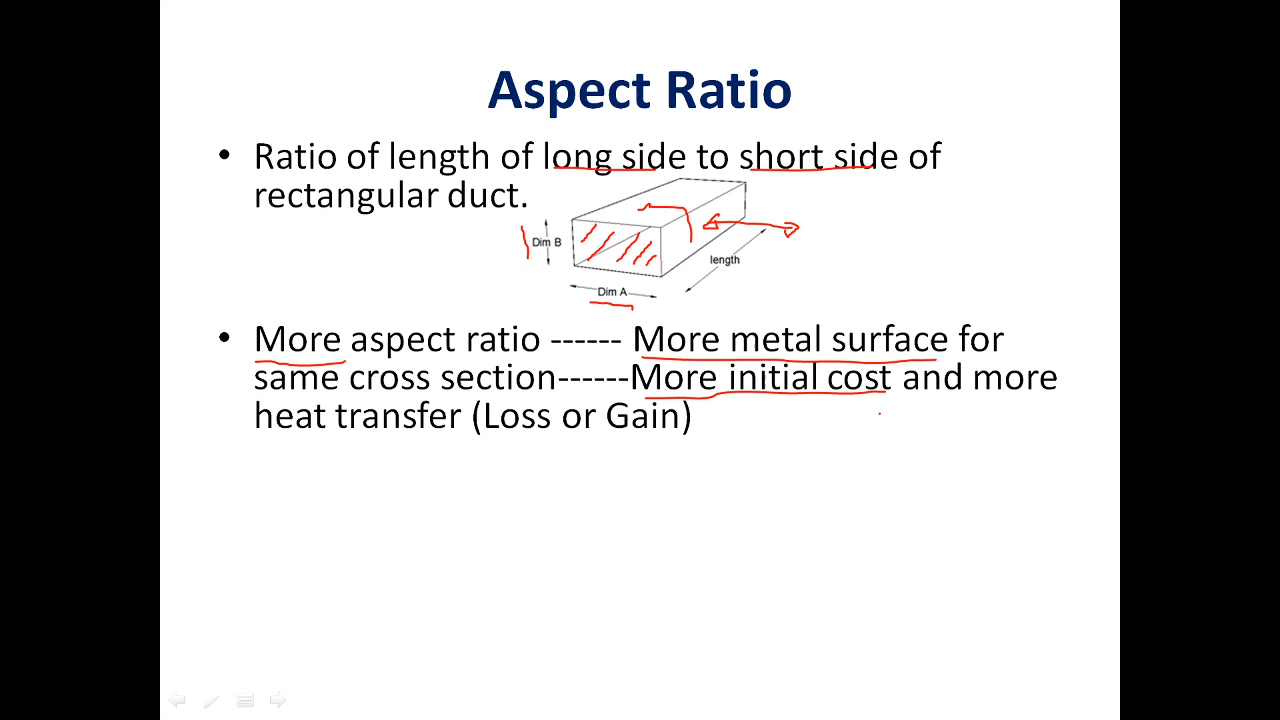 Aspect Ratio
• Ratio of length of long side to short side of
rectangular duct.
Dim B
length
Dim A
• More aspect ratio ------ More metal surface for
same cross section------More initial cost and more
heat transfer (Loss or Gain)